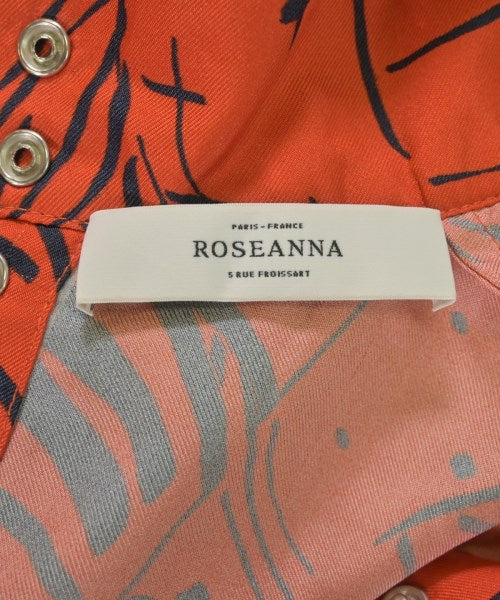 PARIS - FRANCE
ROSEANNA
5 RUE FROISSART